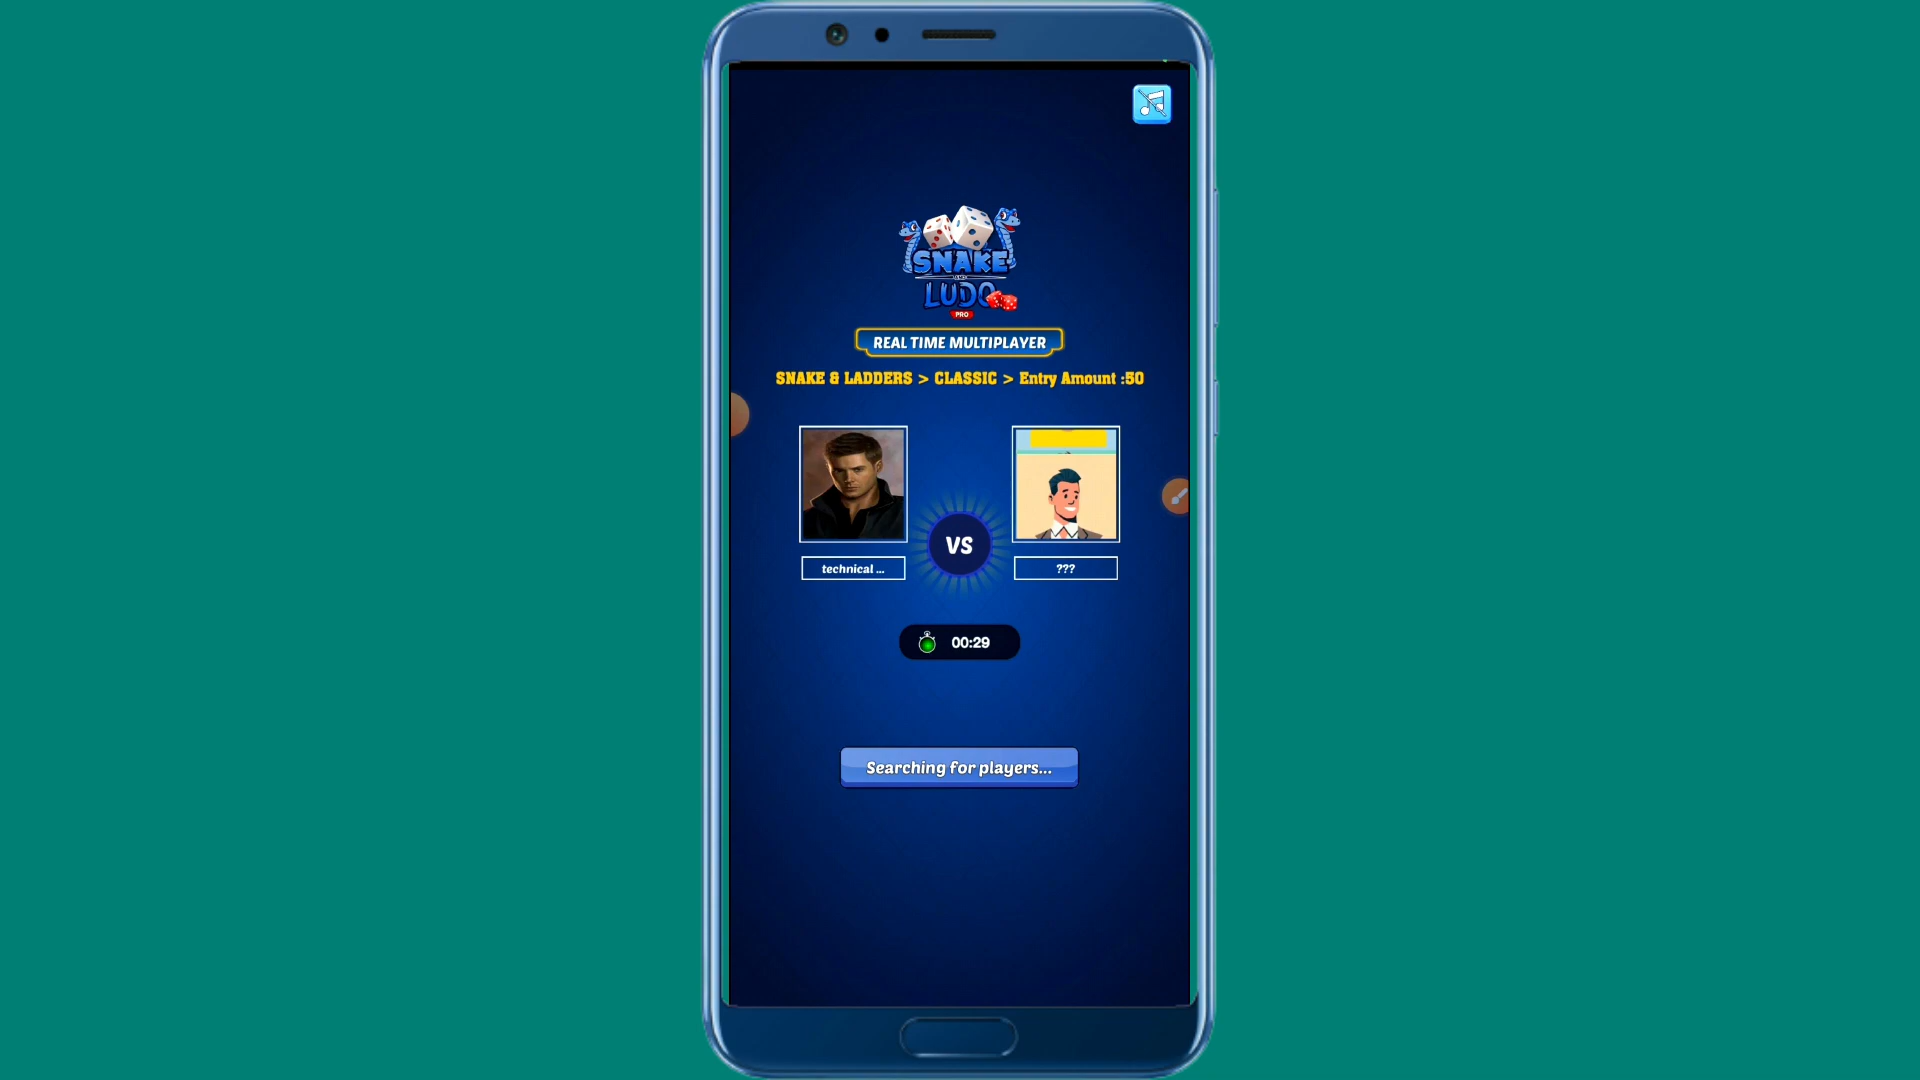 SNAKE
AND
LUDO
PRO
REAL TIME MULTIPLAYER
SNAKE & LADDERS > CLASSIC > Entry Amount :50
VS
technical ...
???
00:29
Searching for players...